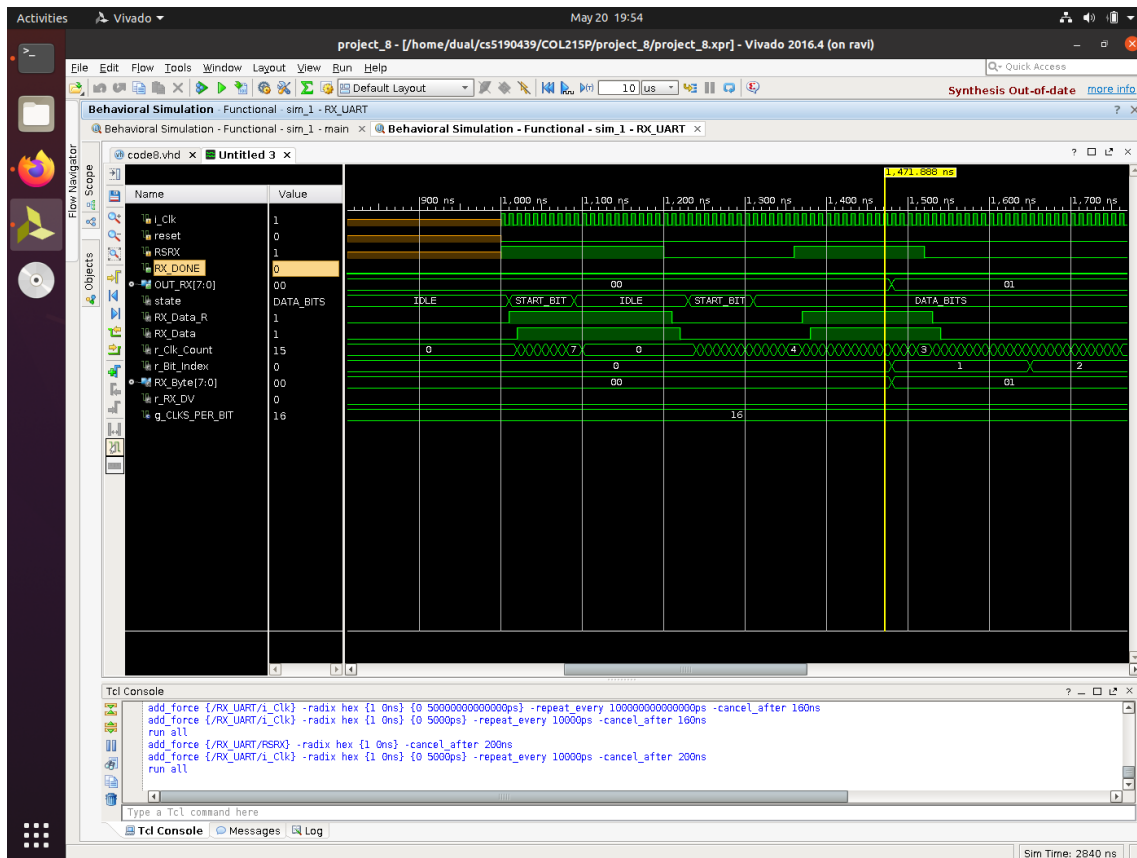 Activities Vivado May 20 19:54
project_8 - [/home/dual/cs5190439/COL215P/project_8/project_8.xpr] - Vivado 2016.4 (on ravi)
File Edit Flow Tools Window Layout View Run Help Q- Quick Access
Default Layout 10 us Synthesis Out-of-date more info
Behavioral Simulation - Functional - sim_1 - RX_UART
Behavioral Simulation - Functional - sim_1 - main Behavioral Simulation - Functional - sim_1 - RX_UART
Flow Navigator
Scope
Objects
code8.vhd Untitled 3
1,471.888 ns
Name Value
900 ns 1,000 ns 1,100 ns 1,200 ns 1,300 ns 1,400 ns 1,500 ns 1,600 ns 1,700 ns
i_Clk 1
reset 0
RSRX 1
RX_DONE 0
OUT_RX[7:0] 00 00 01
state DATA_BITS IDLE START_BIT IDLE START_BIT DATA_BITS
RX_Data_R 1
RX_Data 1
r_Clk_Count 15 0 7 0 4 3
r_Bit_Index 0 0 1 2
RX_Byte[7:0] 00 00 01
r_RX_DV 0
g_CLKS_PER_BIT 16 16
Tcl Console
add_force {/RX_UART/i_Clk} -radix hex {1 0ns} {0 50000000000000ps} -repeat_every 100000000000000ps -cancel_after 160ns
add_force {/RX_UART/i_Clk} -radix hex {1 0ns} {0 5000ps} -repeat_every 10000ps -cancel_after 160ns
run all
add_force {/RX_UART/RSRX} -radix hex {1 0ns} -cancel_after 200ns
add_force {/RX_UART/i_Clk} -radix hex {1 0ns} {0 5000ps} -repeat_every 10000ps -cancel_after 200ns
run all
Type a Tcl command here
Tcl Console Messages Log
Sim Time: 2840 ns